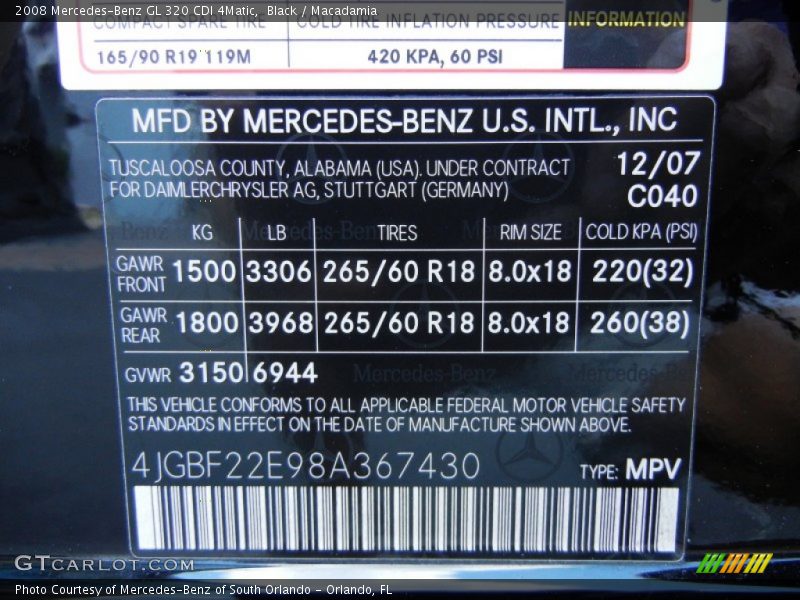 2008 Mercedes-Benz GL 320 CDI 4Matic, Black / Macadamia
COMPACT SPARE TIRE COLD TIRE INFLATION PRESSURE INFORMATION
165/90 R19 119M 420 KPA, 60 PSI
MFD BY MERCEDES-BENZ U.S. INTL., INC
TUSCALOOSA COUNTY, ALABAMA (USA). UNDER CONTRACT 12/07
FOR DAIMLERCHRYSLER AG, STUTTGART (GERMANY) C040
KG LB TIRES RIM SIZE COLD KPA (PSI)
GAWR FRONT 1500 3306 265/60 R18 8.0x18 220(32)
GAWR REAR 1800 3968 265/60 R18 8.0x18 260(38)
GVWR 3150 6944
THIS VEHICLE CONFORMS TO ALL APPLICABLE FEDERAL MOTOR VEHICLE SAFETY
STANDARDS IN EFFECT ON THE DATE OF MANUFACTURE SHOWN ABOVE.
4JGBF22E98A367430 TYPE: MPV
GTCARLOT.COM
Photo Courtesy of Mercedes-Benz of South Orlando - Orlando, FL